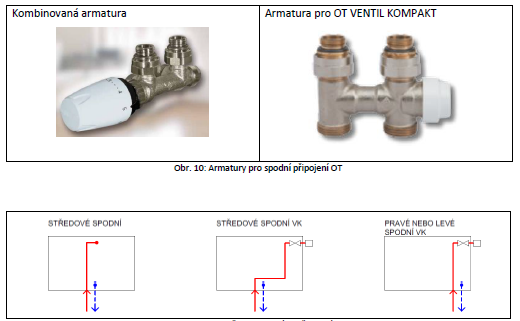 Kombinovaná armatura
Armatura pro OT VENTIL KOMPAKT
Obr. 10: Armatury pro spodní připojení OT
STŘEDOVÉ SPODNÍ
STŘEDOVÉ SPODNÍ VK
PRAVÉ NEBO LEVÉ
SPODNÍ VK